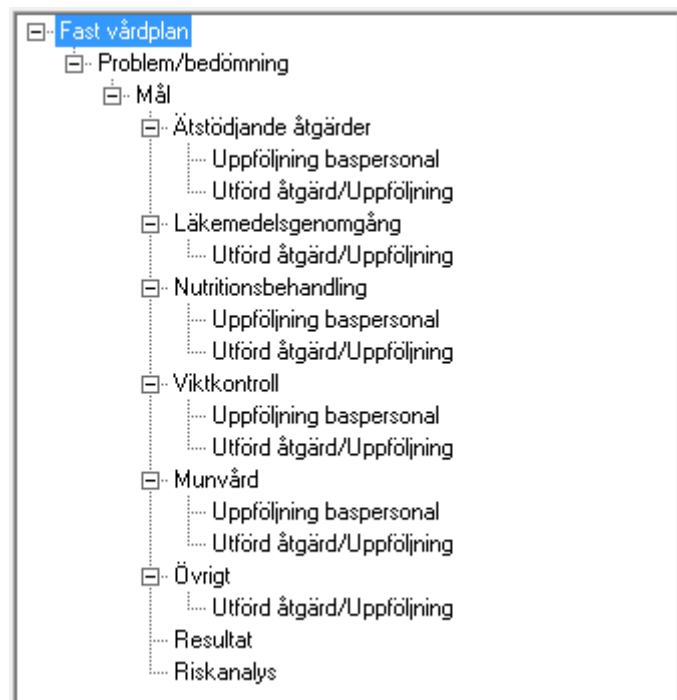 Fast vårdplan
Problem/bedömning
Mål
Ätstödjande åtgärder
Uppföljning baspersonal
Utförd åtgärd/Uppföljning
Läkemedelsgenomgång
Utförd åtgärd/Uppföljning
Nutritionsbehandling
Uppföljning baspersonal
Utförd åtgärd/Uppföljning
Viktkontroll
Uppföljning baspersonal
Utförd åtgärd/Uppföljning
Munvård
Uppföljning baspersonal
Utförd åtgärd/Uppföljning
Övrigt
Utförd åtgärd/Uppföljning
Resultat
Riskanalys